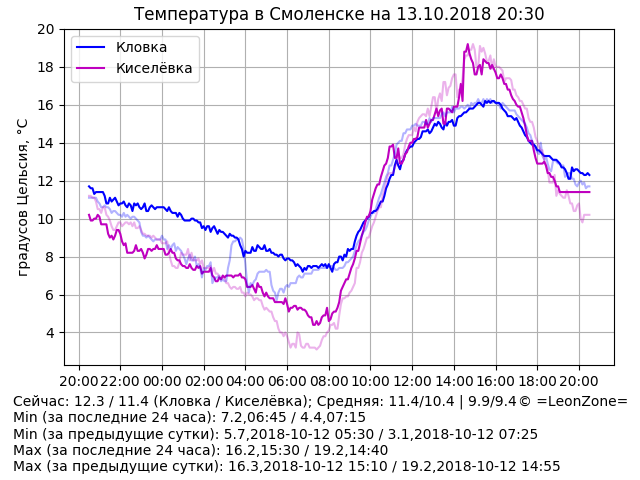 Температура в Смоленске на 13.10.2018 20:30
градусов Цельсия, °C
20
18
16
14
12
10
8
6
4
Кловка
Киселёвка
20:00 22:00 00:00 02:00 04:00 06:00 08:00 10:00 12:00 14:00 16:00 18:00 20:00
Сейчас: 12.3 / 11.4 (Кловка / Киселёвка); Средняя: 11.4/10.4 | 9.9/9.4© =LeonZone=
Min (за последние 24 часа): 7.2,06:45 / 4.4,07:15
Min (за предыдущие сутки): 5.7,2018-10-12 05:30 / 3.1,2018-10-12 07:25
Max (за последние 24 часа): 16.2,15:30 / 19.2,14:40
Max (за предыдущие сутки): 16.3,2018-10-12 15:10 / 19.2,2018-10-12 14:55